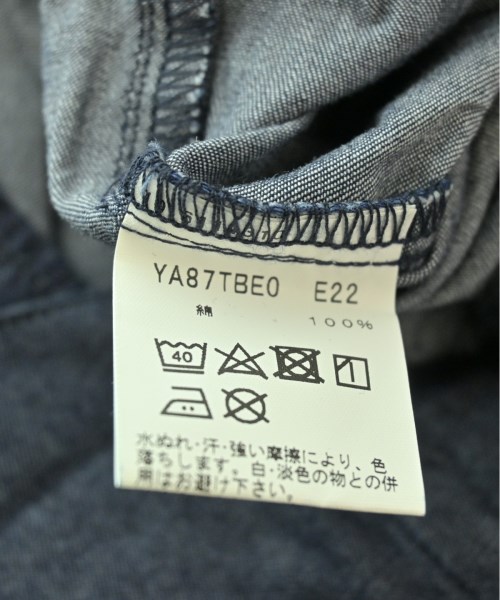 YA87TBE0 E22
綿 100%
40
水ぬれ・汗・強い摩擦により、色
落ちします。白・淡色の物との併
用はお避け下さい。